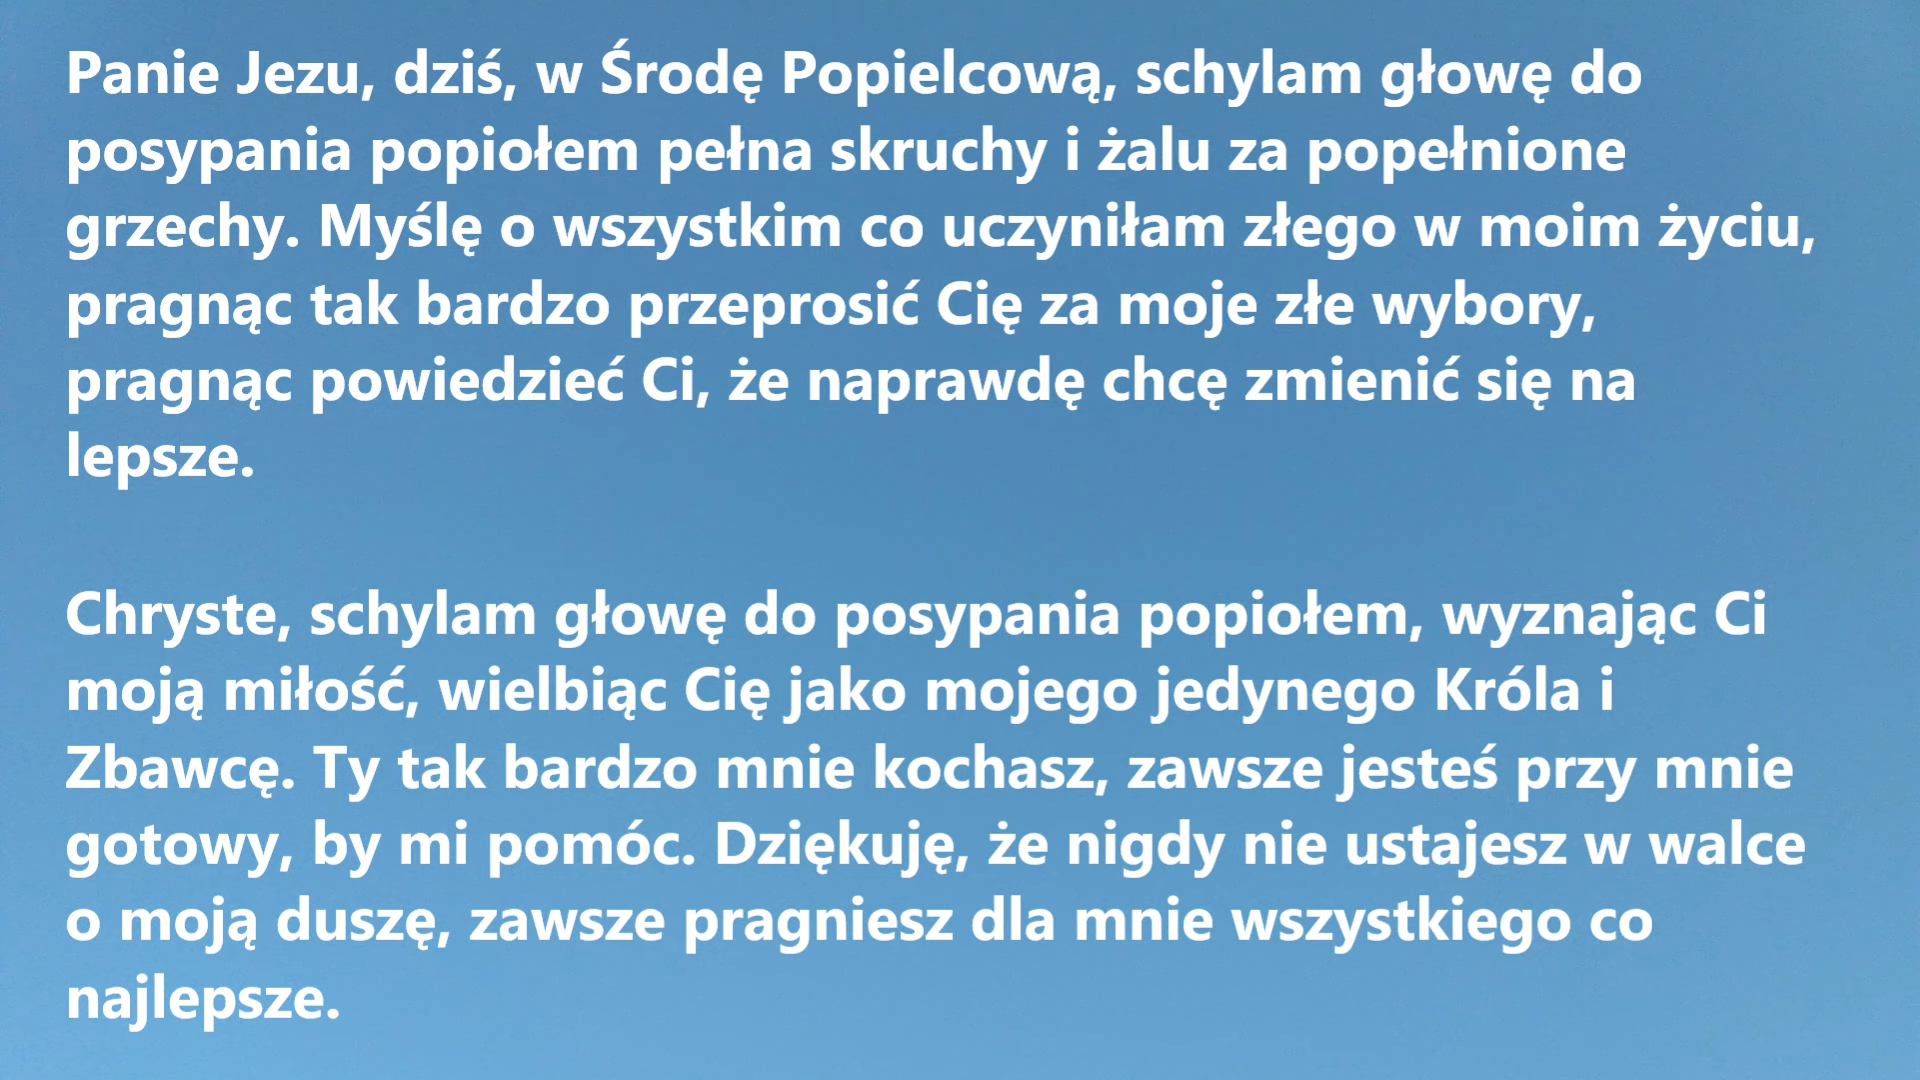 Panie Jezu, dziś, w Środę Popielcową, schylam głowę do
posypania popiołem pełna skruchy i żalu za popełnione
grzechy. Myślę o wszystkim co uczyniłam złego w moim życiu,
pragnąc tak bardzo przeprosić Cię za moje złe wybory,
pragnąc powiedzieć Ci, że naprawdę chcę zmienić się na
lepsze.
Chryste, schylam głowę do posypania popiołem, wyznając Ci
moją miłość, wielbiąc Cię jako mojego jedynego Króla i
Zbawcę. Ty tak bardzo mnie kochasz, zawsze jesteś przy mnie
gotowy, by mi pomóc. Dziękuję, że nigdy nie ustajesz w walce
o moją duszę, zawsze pragniesz dla mnie wszystkiego co
najlepsze.